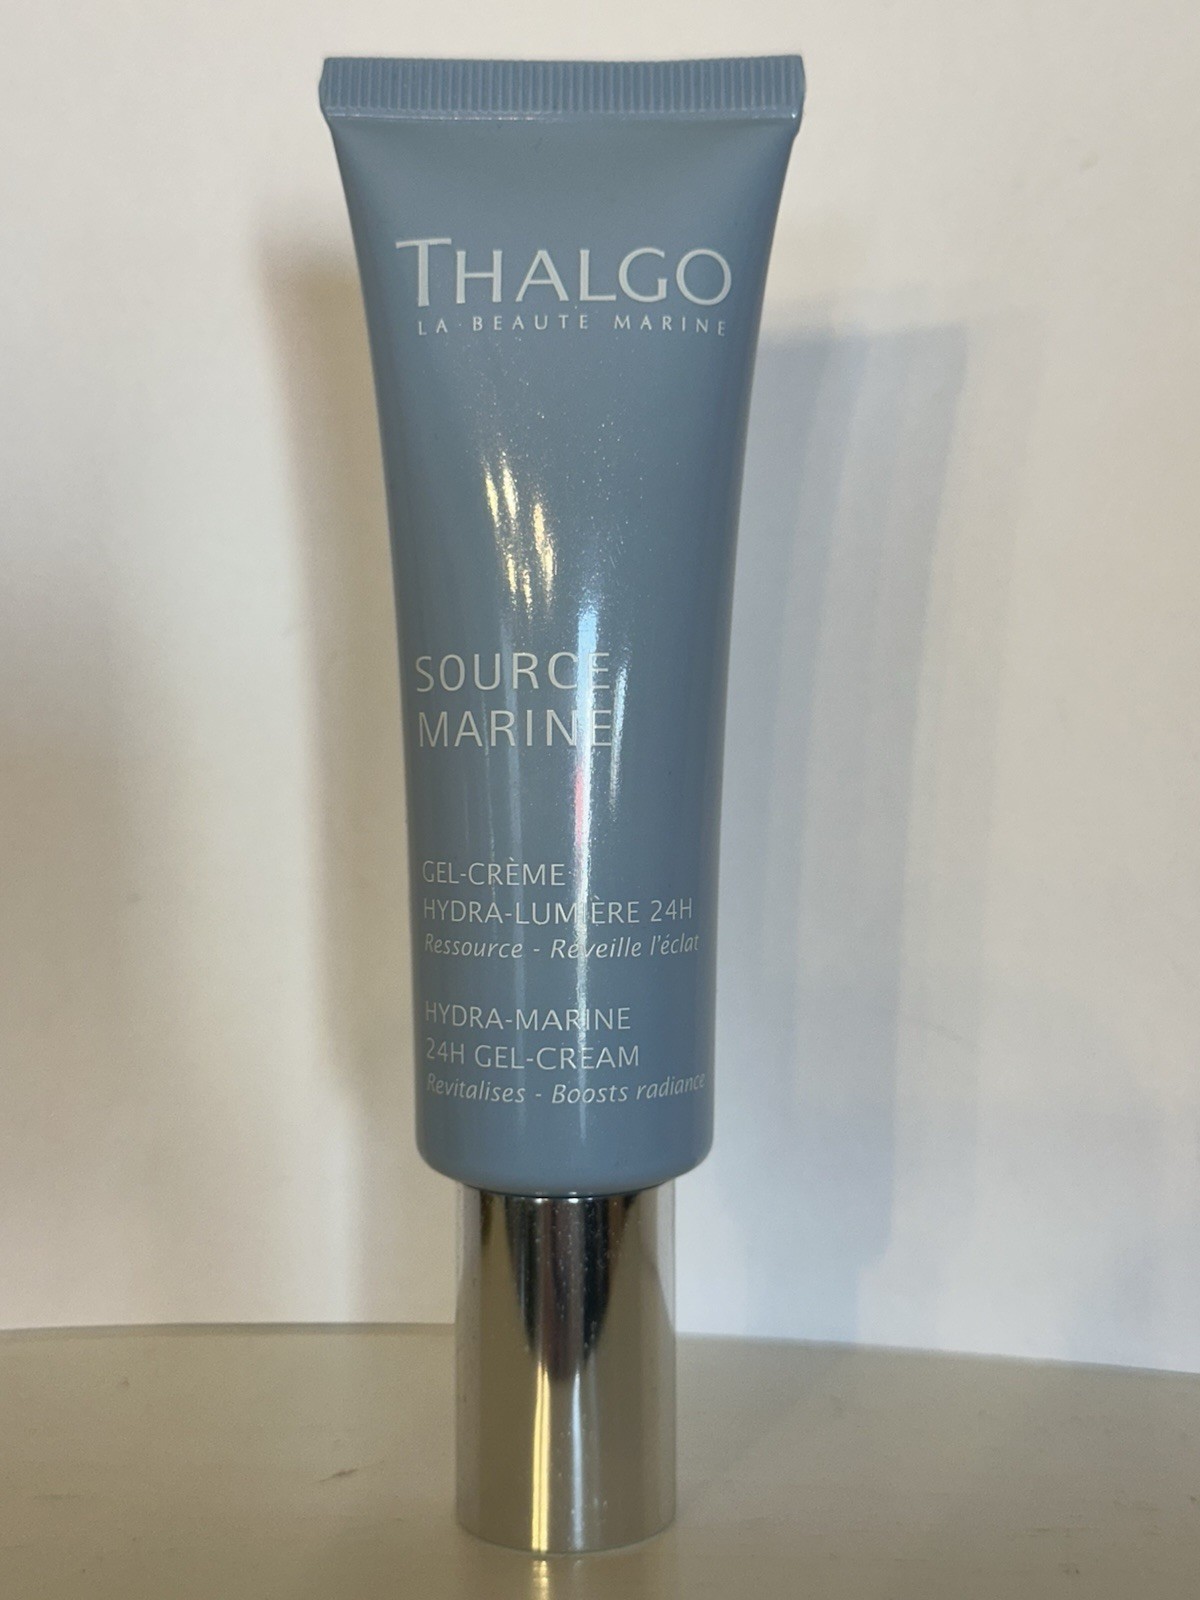 THALGO
LA BEAUTE MARINE
SOURCE
MARINE
GEL-CRÈME
HYDRA-LUMIÈRE 24H
Ressource - Réveille l'éclat
HYDRA-MARINE
24H GEL-CREAM
Revitalises - Boosts radiance